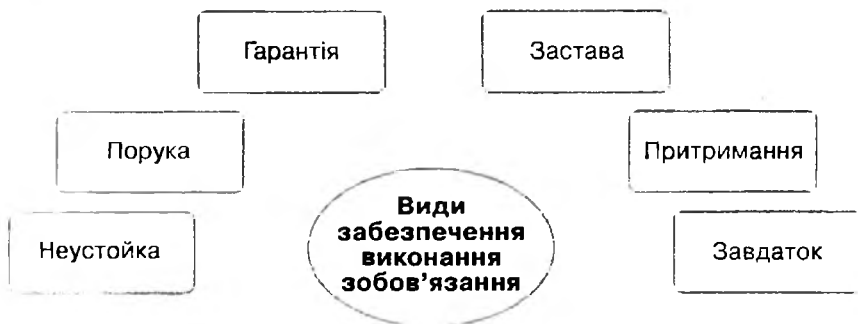 Гарантія
Застава
Порука
Притримання
Неустойка
Види
забезпечення
виконання
зобов'язання
Завдаток